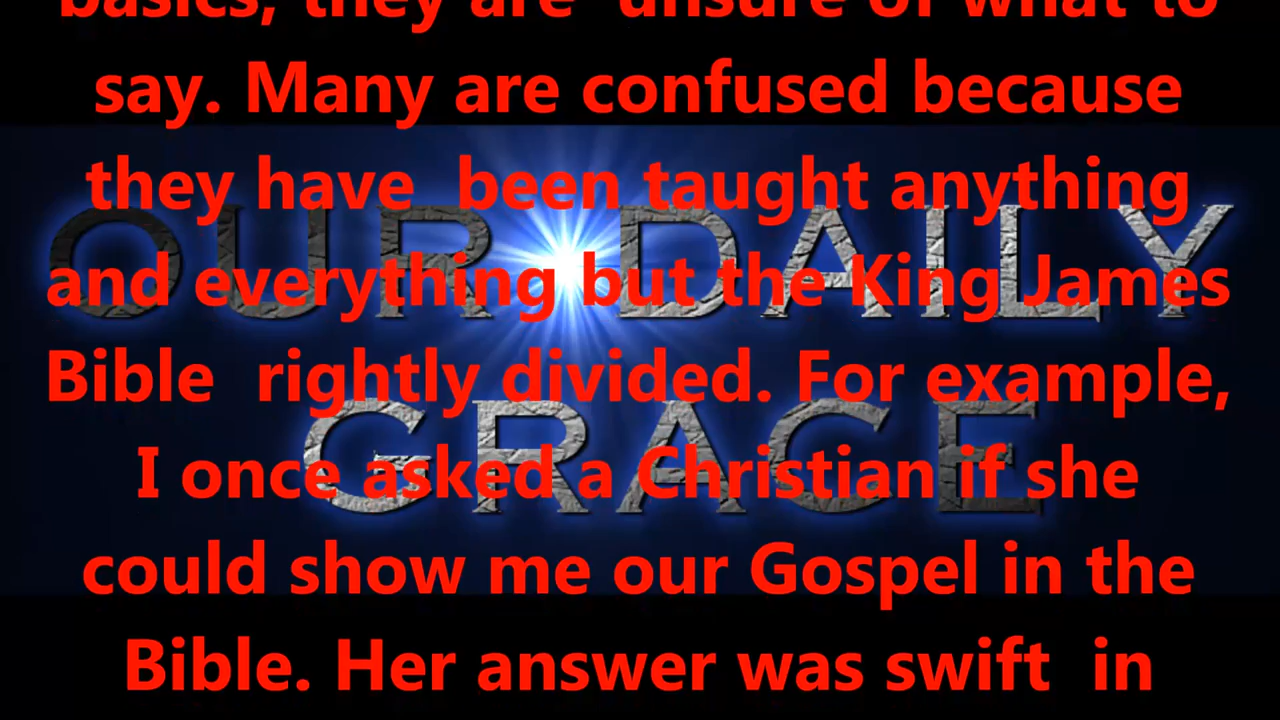 basics, they are unsure of what to
say. Many are confused because
they have been taught anything
and everything but the King James
Bible rightly divided. For example,
I once asked a Christian if she
could show me our Gospel in the
Bible. Her answer was swift in
OUR DAILY
GRACE